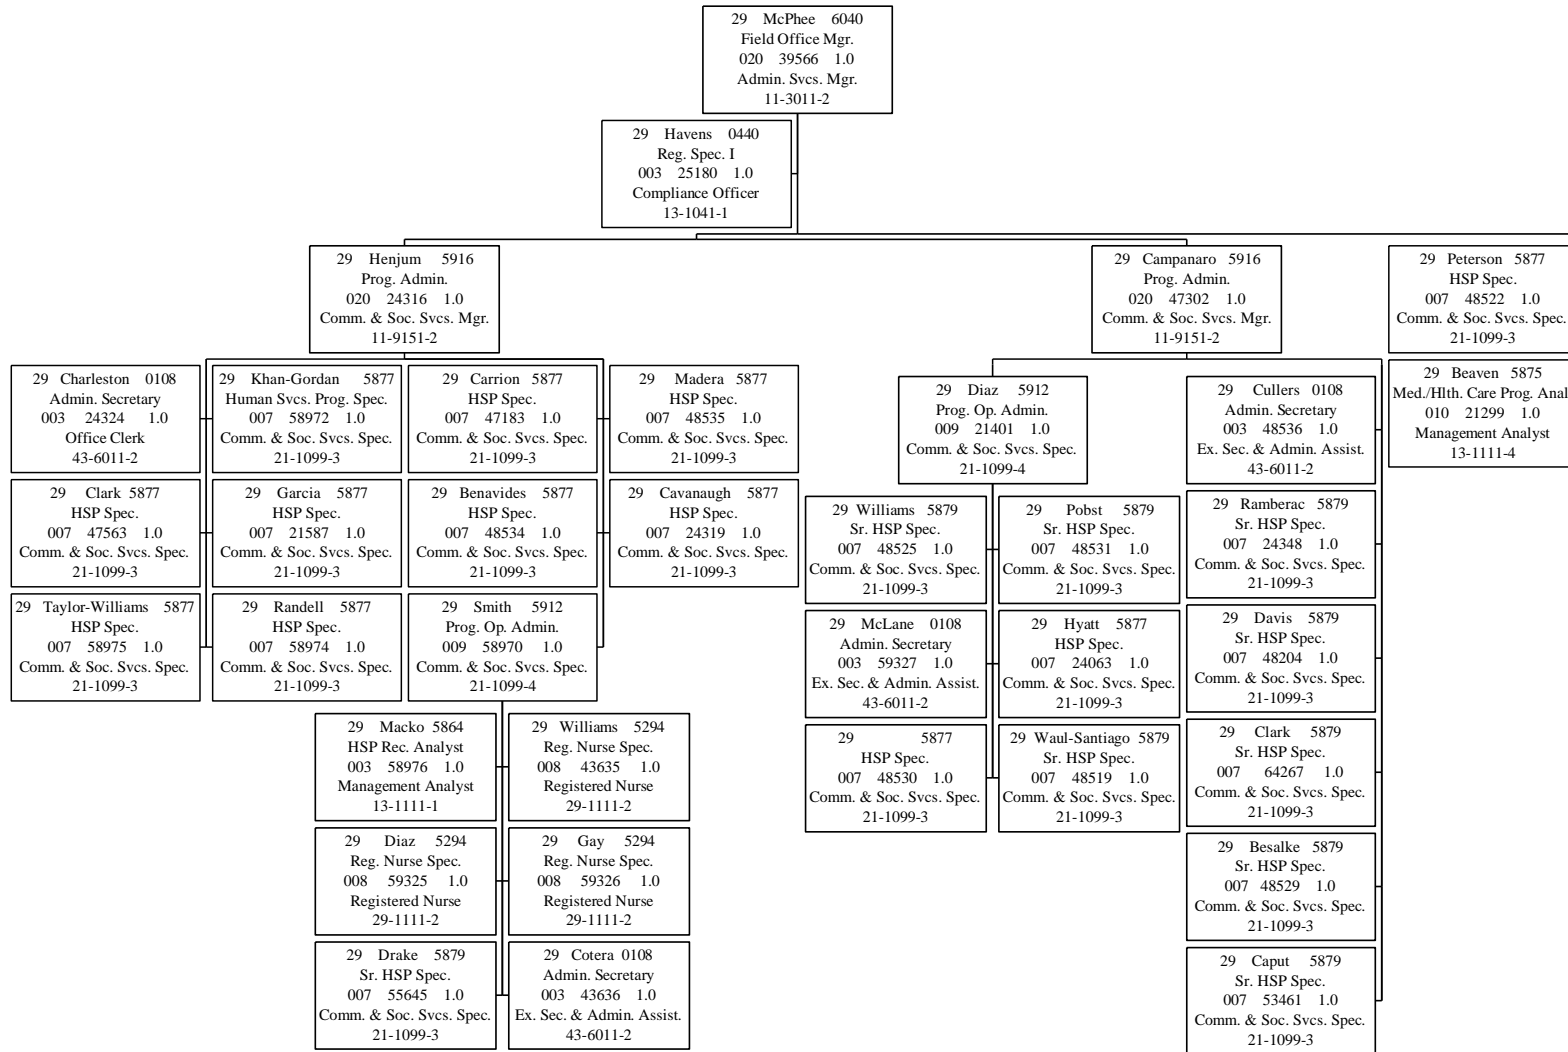 29 McPhee 6040
Field Office Mgr.
020 39566 1.0
Admin. Svcs. Mgr.
11-3011-2
29 Havens 0440
Reg. Spec. I
003 25180 1.0
Compliance Officer
13-1041-1
29 Henjum 5916
Prog. Admin.
020 24316 1.0
Comm. & Soc. Svcs. Mgr.
11-9151-2
29 Campanaro 5916
Prog. Admin.
020 47302 1.0
Comm. & Soc. Svcs. Mgr.
11-9151-2
29 Peterson 5877
HSP Spec.
007 48522 1.0
Comm. & Soc. Svcs. Spec.
21-1099-3
29 Charleston 0108
Admin. Secretary
003 24324 1.0
Office Clerk
43-6011-2
29 Khan-Gordan 5877
Human Svcs. Prog. Spec.
007 58972 1.0
Comm. & Soc. Svcs. Spec.
21-1099-3
29 Carrion 5877
HSP Spec.
007 47183 1.0
Comm. & Soc. Svcs. Spec.
21-1099-3
29 Madera 5877
HSP Spec.
007 48535 1.0
Comm. & Soc. Svcs. Spec.
21-1099-3
29 Diaz 5912
Prog. Op. Admin.
009 21401 1.0
Comm. & Soc. Svcs. Spec.
21-1099-4
29 Cullers 0108
Admin. Secretary
003 48536 1.0
Ex. Sec. & Admin. Assist.
43-6011-2
29 Beaven 5875
Med./Hlth. Care Prog. Anal
010 21299 1.0
Management Analyst
13-1111-4
29 Clark 5877
HSP Spec.
007 47563 1.0
Comm. & Soc. Svcs. Spec.
21-1099-3
29 Garcia 5877
HSP Spec.
007 21587 1.0
Comm. & Soc. Svcs. Spec.
21-1099-3
29 Benavides 5877
HSP Spec.
007 48534 1.0
Comm. & Soc. Svcs. Spec.
21-1099-3
29 Cavanaugh 5877
HSP Spec.
007 24319 1.0
Comm. & Soc. Svcs. Spec.
21-1099-3
29 Williams 5879
Sr. HSP Spec.
007 48525 1.0
Comm. & Soc. Svcs. Spec.
21-1099-3
29 Pobst 5879
Sr. HSP Spec.
007 48531 1.0
Comm. & Soc. Svcs. Spec.
21-1099-3
29 Ramberac 5879
Sr. HSP Spec.
007 24348 1.0
Comm. & Soc. Svcs. Spec.
21-1099-3
29 Taylor-Williams 5877
HSP Spec.
007 58975 1.0
Comm. & Soc. Svcs. Spec.
21-1099-3
29 Randell 5877
HSP Spec.
007 58974 1.0
Comm. & Soc. Svcs. Spec.
21-1099-3
29 Smith 5912
Prog. Op. Admin.
009 58970 1.0
Comm. & Soc. Svcs. Spec.
21-1099-4
29 McLane 0108
Admin. Secretary
003 59327 1.0
Ex. Sec. & Admin. Assist.
43-6011-2
29 Hyatt 5877
HSP Spec.
007 24063 1.0
Comm. & Soc. Svcs. Spec.
21-1099-3
29 Davis 5879
Sr. HSP Spec.
007 48204 1.0
Comm. & Soc. Svcs. Spec.
21-1099-3
29 Macko 5864
HSP Rec. Analyst
003 58976 1.0
Management Analyst
13-1111-1
29 Williams 5294
Reg. Nurse Spec.
008 43635 1.0
Registered Nurse
29-1111-2
29 5877
HSP Spec.
007 48530 1.0
Comm. & Soc. Svcs. Spec.
21-1099-3
29 Waul-Santiago 5879
Sr. HSP Spec.
007 48519 1.0
Comm. & Soc. Svcs. Spec.
21-1099-3
29 Clark 5879
Sr. HSP Spec.
007 64267 1.0
Comm. & Soc. Svcs. Spec.
21-1099-3
29 Diaz 5294
Reg. Nurse Spec.
008 59325 1.0
Registered Nurse
29-1111-2
29 Gay 5294
Reg. Nurse Spec.
008 59326 1.0
Registered Nurse
29-1111-2
29 Besalke 5879
Sr. HSP Spec.
007 48529 1.0
Comm. & Soc. Svcs. Spec.
21-1099-3
29 Drake 5879
Sr. HSP Spec.
007 55645 1.0
Comm. & Soc. Svcs. Spec.
21-1099-3
29 Cotera 0108
Admin. Secretary
003 43636 1.0
Ex. Sec. & Admin. Assist.
43-6011-2
29 Caput 5879
Sr. HSP Spec.
007 53461 1.0
Comm. & Soc. Svcs. Spec.
21-1099-3